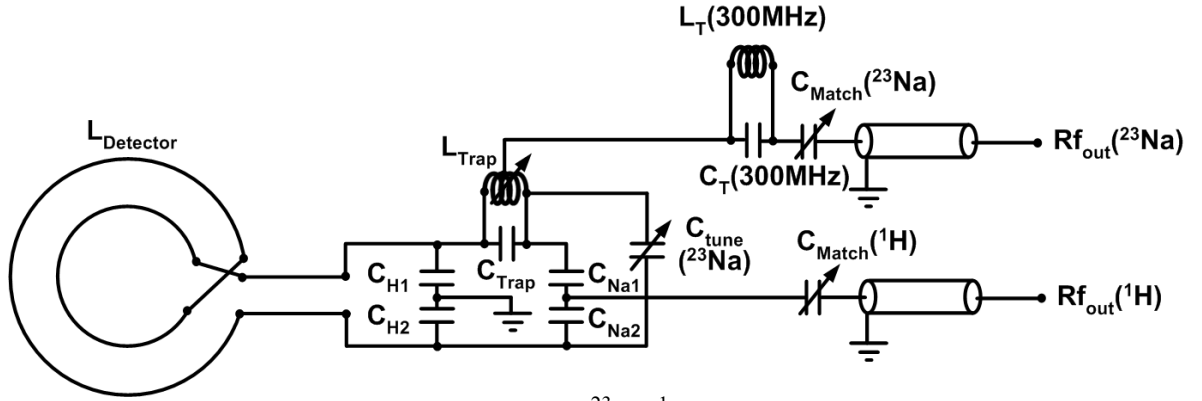 L_T(300MHz)
C_Match(²³Na)
L_Detector
L_Trap
Rf_out(²³Na)
C_T(300MHz)
C_tune
(²³Na)
C_Match(¹H)
C_H1
C_Trap
C_Na1
C_H2
C_Na2
Rf_out(¹H)